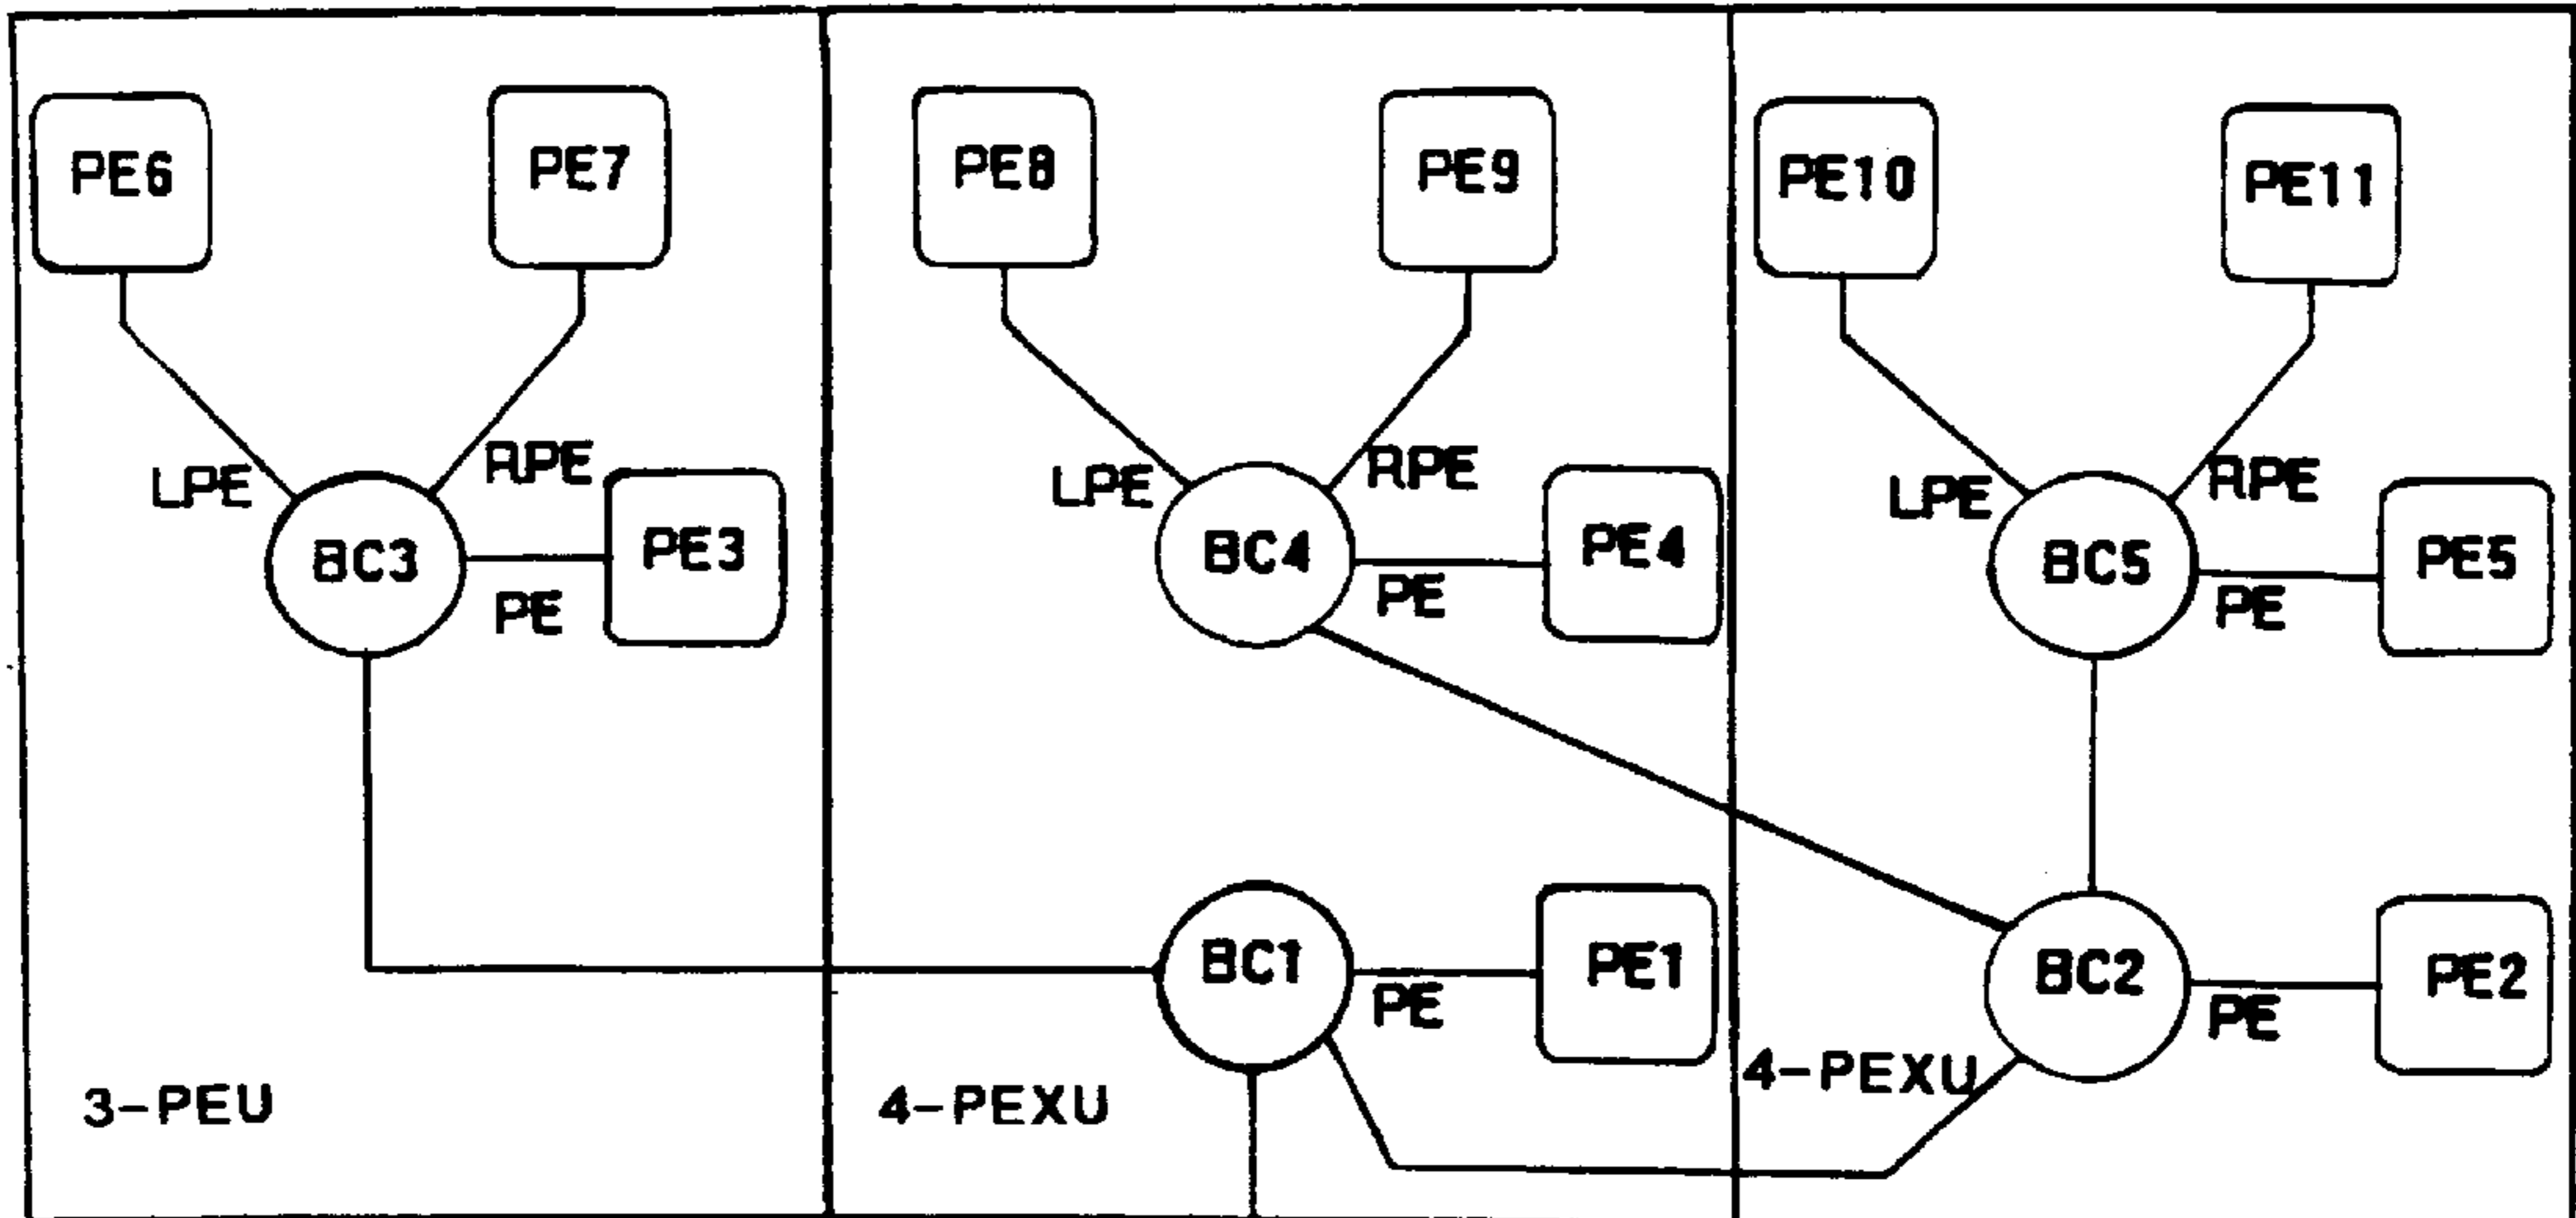 PE6
PE7
LPE
RPE
BC3
PE3
PE
3-PEU
PE8
PE9
LPE
RPE
BC4
PE4
PE
BC1
PE1
PE
4-PEXU
PE10
PE11
LPE
RPE
BC5
PE5
PE
BC2
PE2
PE
4-PEXU